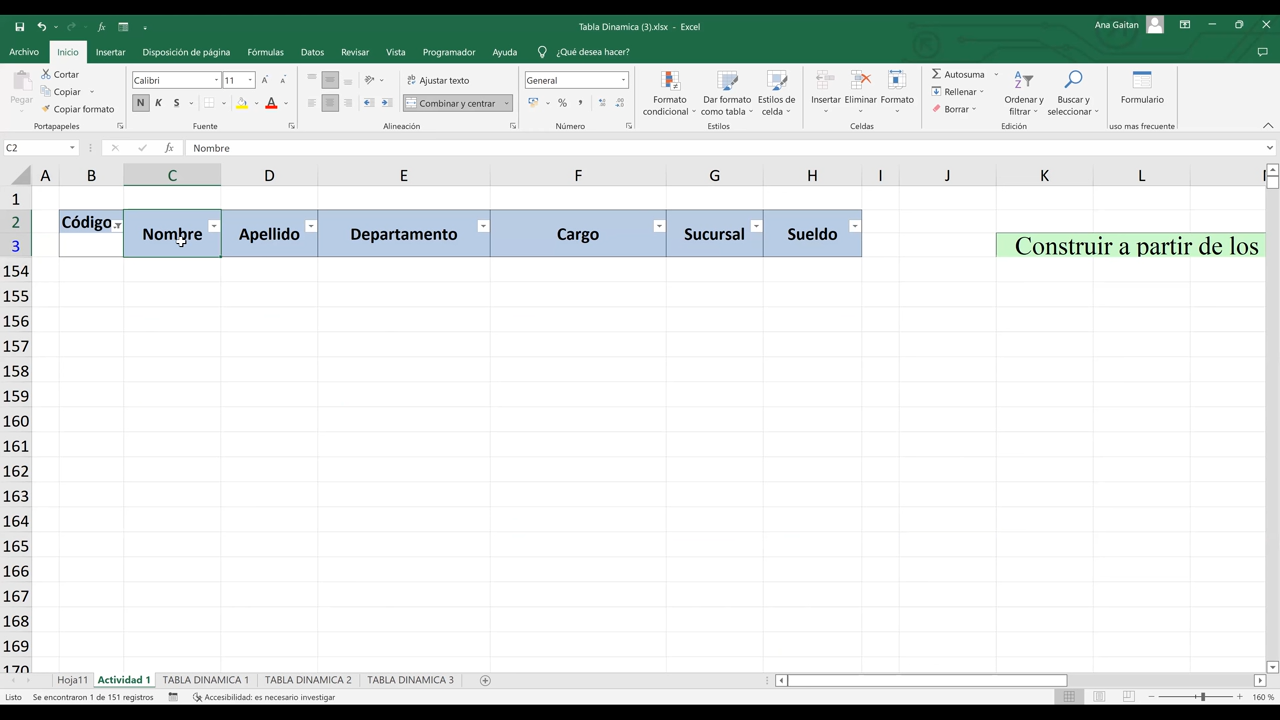 Tabla Dinamica (3).xlsx - Excel
Ana Gaitan
Archivo Inicio Insertar Disposición de página Fórmulas Datos Revisar Vista Programador Ayuda ¿Qué desea hacer?
Pegar
Cortar
Copiar
Copiar formato
Portapapeles
Calibri 11
N K S
Fuente
Ajustar texto
Combinar y centrar
Alineación
General
% 
Número
Formato condicional
Dar formato como tabla
Estilos de celda
Estilos
Insertar Eliminar Formato
Celdas
Autosuma
Rellenar
Borrar
Ordenar y filtrar
Buscar y seleccionar
Edición
Formulario
uso mas frecuente
C2 fx Nombre
A B C D E F G H I J K L
1
2
3
Código Nombre Apellido Departamento Cargo Sucursal Sueldo
Construir a partir de los
154
155
156
157
158
159
160
161
162
163
164
165
166
167
168
169
170
Hoja11 Actividad 1 TABLA DINAMICA 1 TABLA DINAMICA 2 TABLA DINAMICA 3
Listo Se encontraron 1 de 151 registros Accesibilidad: es necesario investigar 160 %